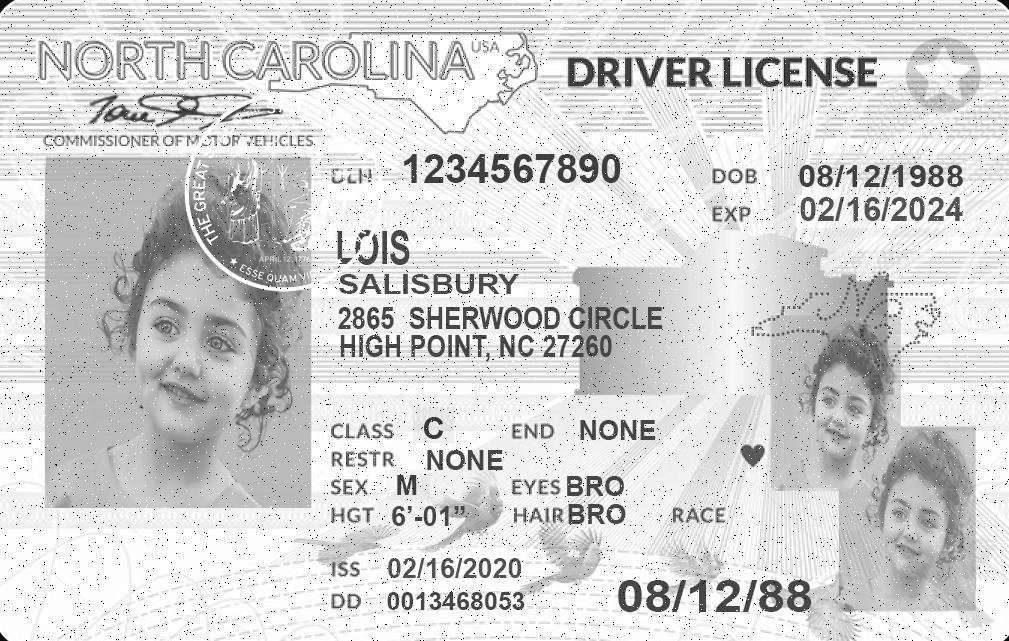 NORTH CAROLINA USA
DRIVER LICENSE
COMMISSIONER OF MOTOR VEHICLES
THE GREAT
APRIL 12, 1776
★ ESSE QUAM VI
DLN 1234567890
DOB 08/12/1988
EXP 02/16/2024
LOIS
SALISBURY
2865 SHERWOOD CIRCLE
HIGH POINT, NC 27260
CLASS C END NONE
RESTR NONE
SEX M EYES BRO
HGT 6’-01” HAIR BRO RACE
ISS 02/16/2020
DD 0013468053
08/12/88